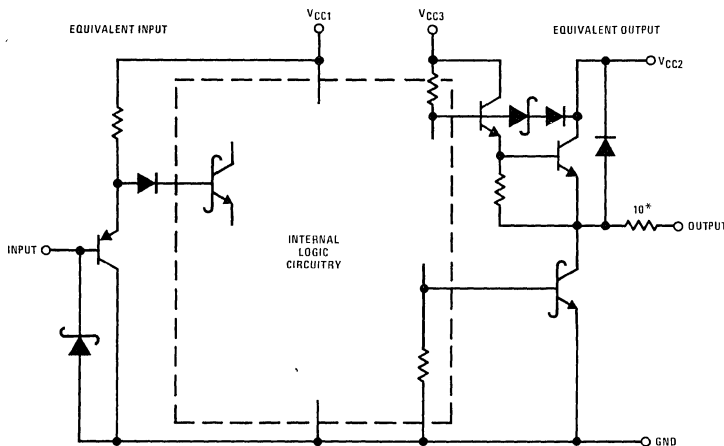 EQUIVALENT INPUT
VCC1
VCC3
EQUIVALENT OUTPUT
VCC2
10*
OUTPUT
INPUT
INTERNAL
LOGIC
CIRCUITRY
GND